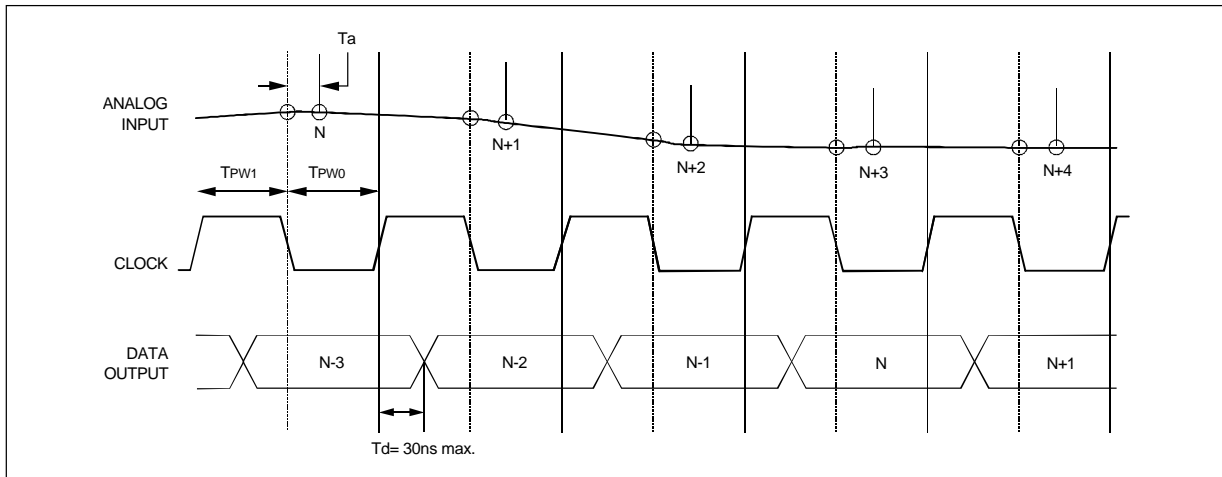 Ta
ANALOG
INPUT
N
N+1
N+2
N+3
N+4
TPW1
TPW0
CLOCK
DATA
OUTPUT
N-3
N-2
N-1
N
N+1
Td= 30ns max.